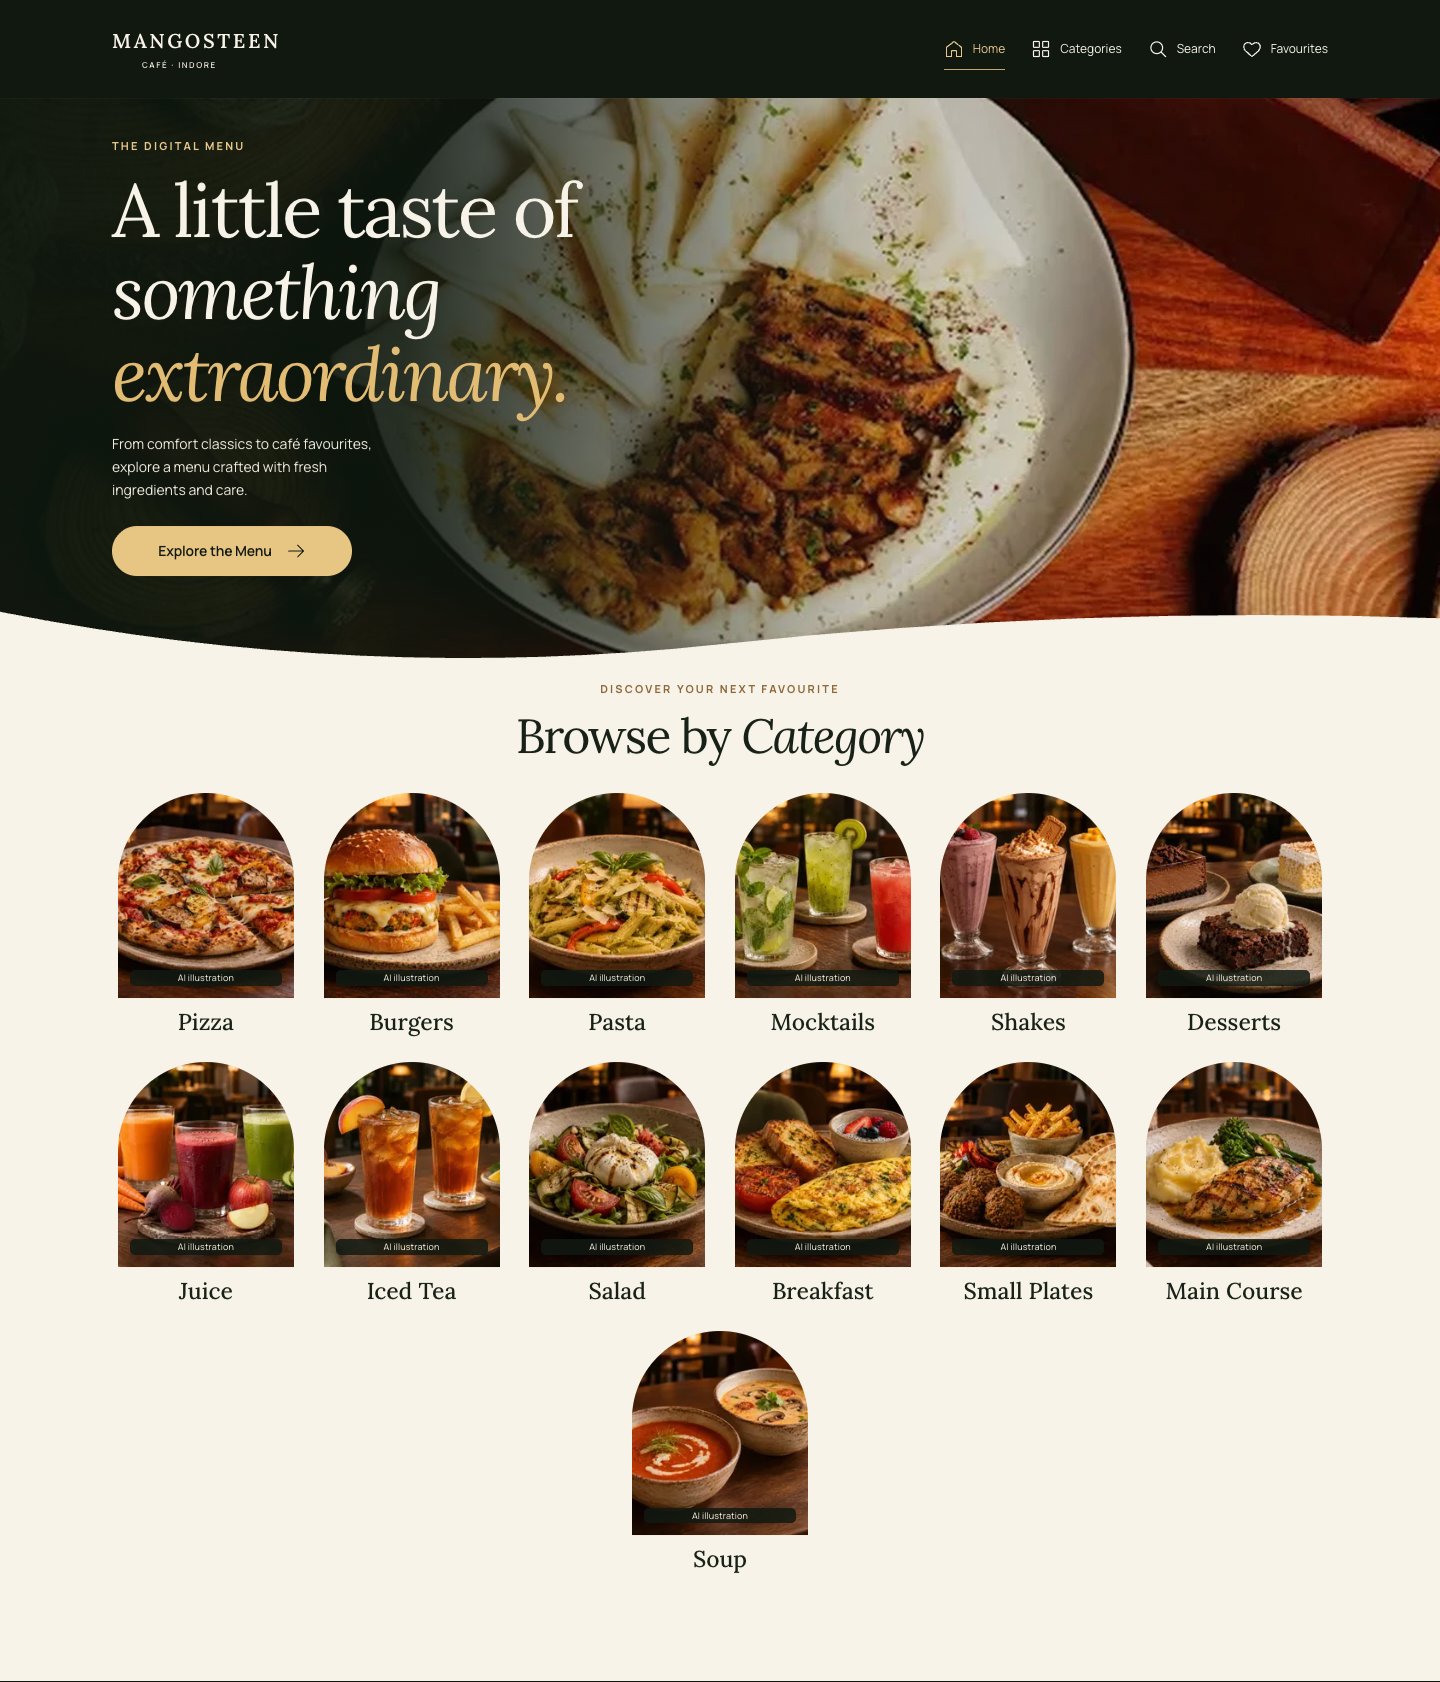 MANGOSTEEN
CAFÉ · INDORE
Home
Categories
Search
Favourites
THE DIGITAL MENU
A little taste of
something
extraordinary.
From comfort classics to café favourites,
explore a menu crafted with fresh
ingredients and care.
Explore the Menu
DISCOVER YOUR NEXT FAVOURITE
Browse by Category
AI illustration
AI illustration
AI illustration
AI illustration
AI illustration
AI illustration
Pizza
Burgers
Pasta
Mocktails
Shakes
Desserts
AI illustration
AI illustration
AI illustration
AI illustration
AI illustration
AI illustration
Juice
Iced Tea
Salad
Breakfast
Small Plates
Main Course
AI illustration
Soup